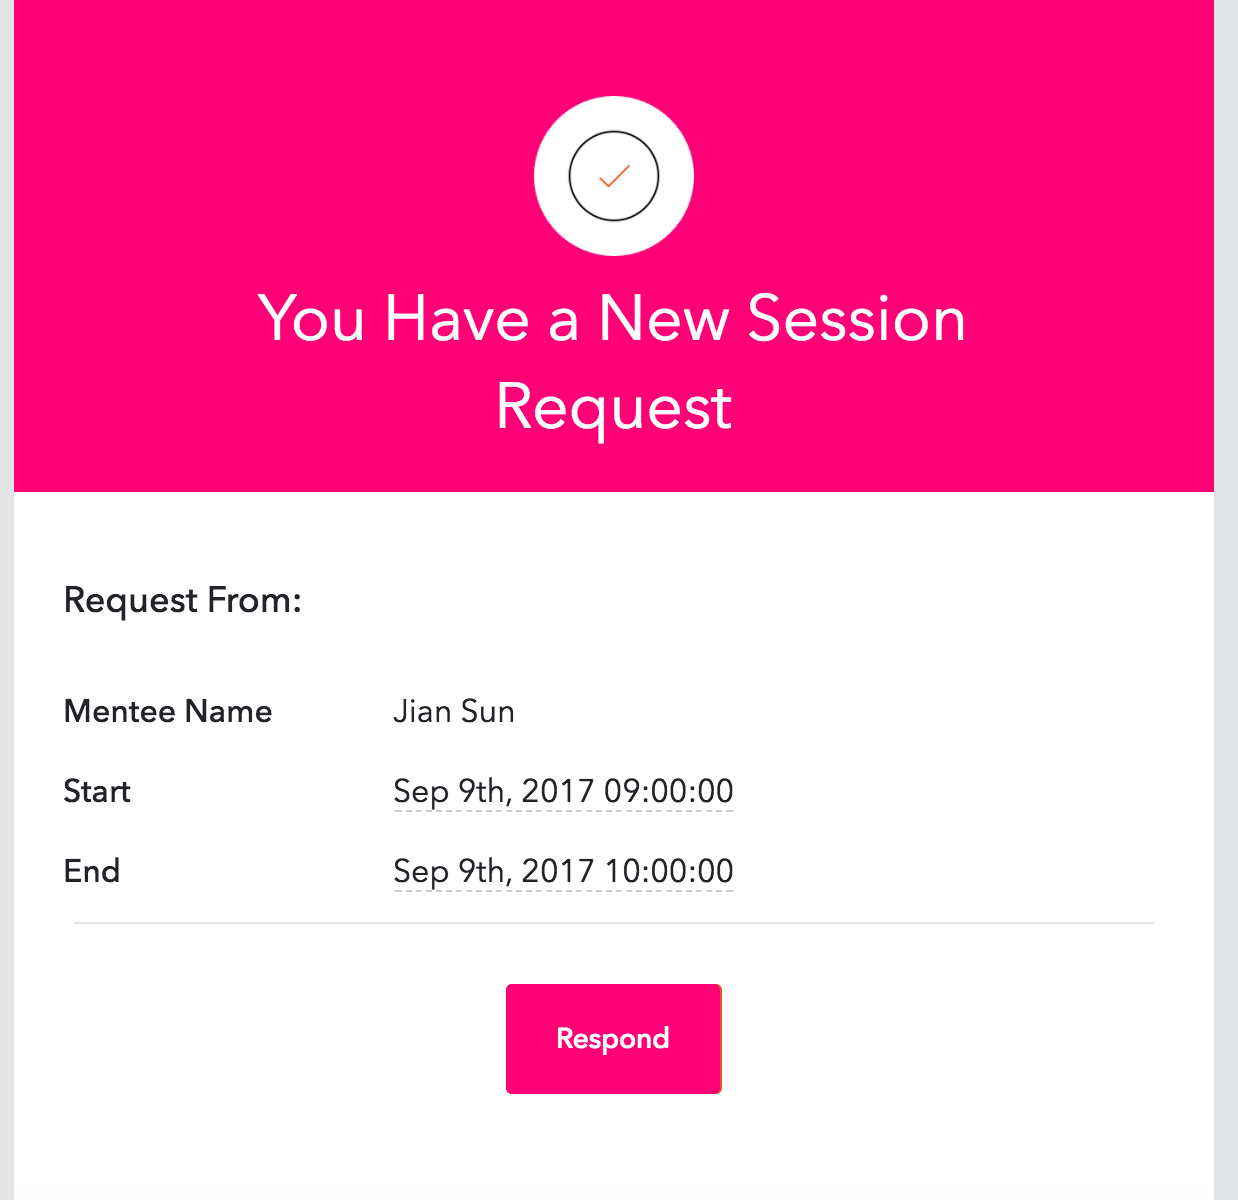 You Have a New Session
Request
Request From:
Mentee Name Jian Sun
Start Sep 9th, 2017 09:00:00
End Sep 9th, 2017 10:00:00
Respond